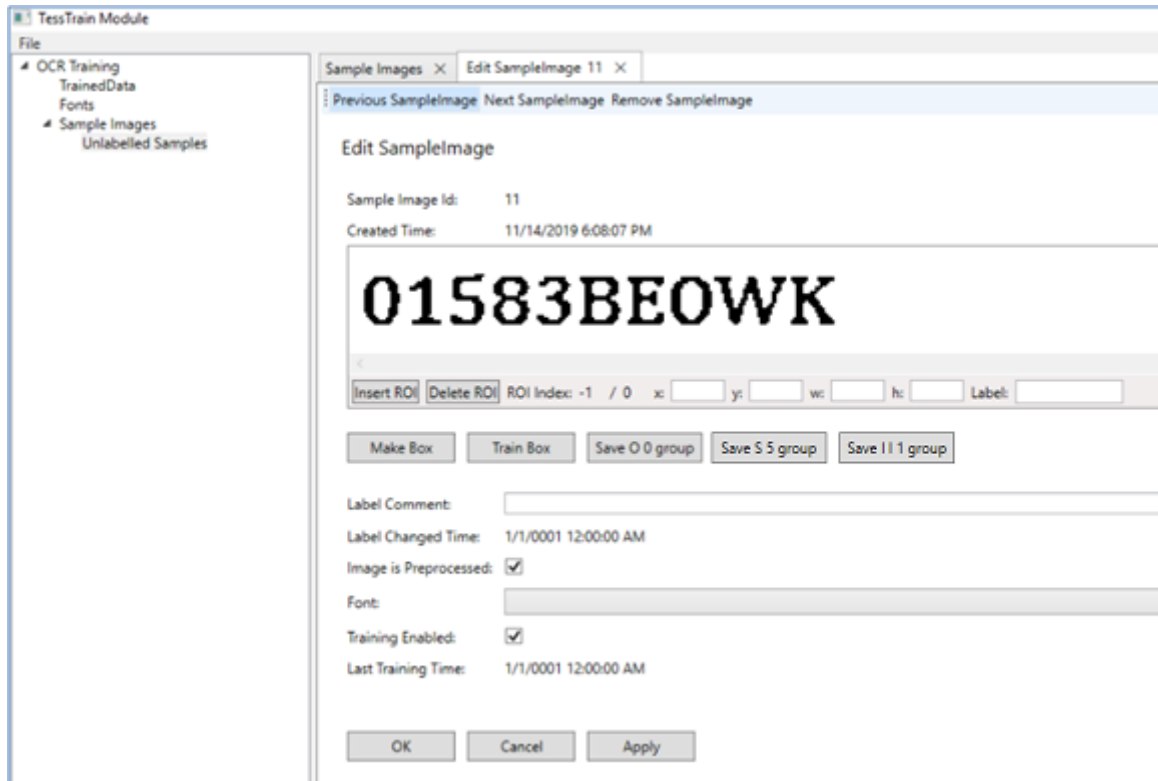 TessTrain Module
File
OCR Training
TrainedData
Fonts
Sample Images
Unlabelled Samples
Sample Images
Edit SampleImage 11
Previous SampleImage Next SampleImage Remove SampleImage
Edit SampleImage
Sample Image Id: 11
Created Time: 11/14/2019 6:08:07 PM
01583BEOWK
Insert ROI Delete ROI ROI Index: -1 / 0 x: y: w: h: Label:
Make Box Train Box Save O 0 group Save S 5 group Save I l 1 group
Label Comment:
Label Changed Time: 1/1/0001 12:00:00 AM
Image is Preprocessed:
Font:
Training Enabled:
Last Training Time: 1/1/0001 12:00:00 AM
OK Cancel Apply